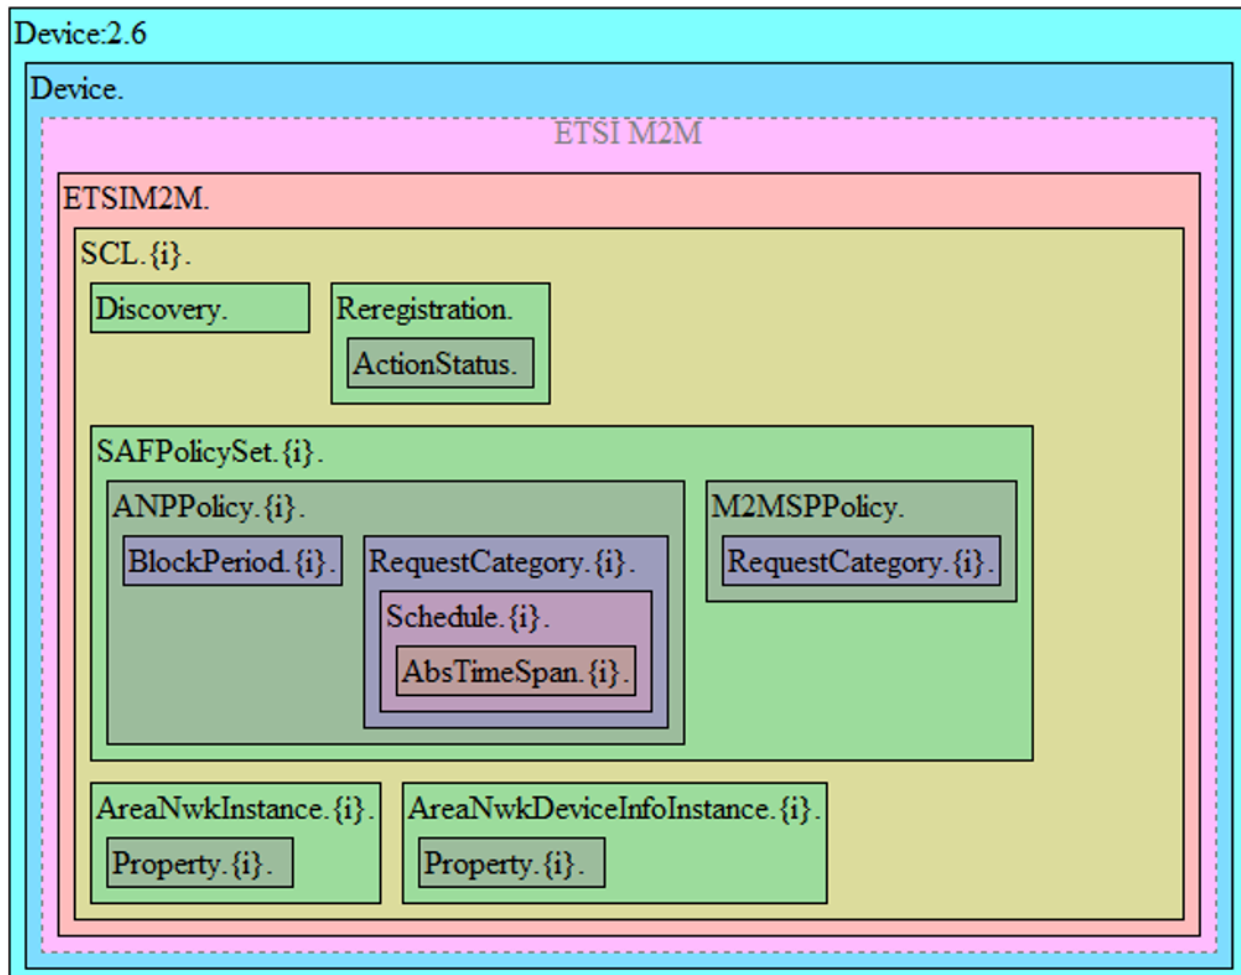 Device:2.6
Device.
ETSI M2M
ETSIM2M.
SCL.{i}.
Discovery. Reregistration.
ActionStatus.
SAFPolicySet.{i}.
ANPPolicy.{i}. M2MSPPolicy.
BlockPeriod.{i}. RequestCategory.{i}. RequestCategory.{i}.
Schedule.{i}.
AbsTimeSpan.{i}.
AreaNwkInstance.{i}. AreaNwkDeviceInfoInstance.{i}.
Property.{i}. Property.{i}.